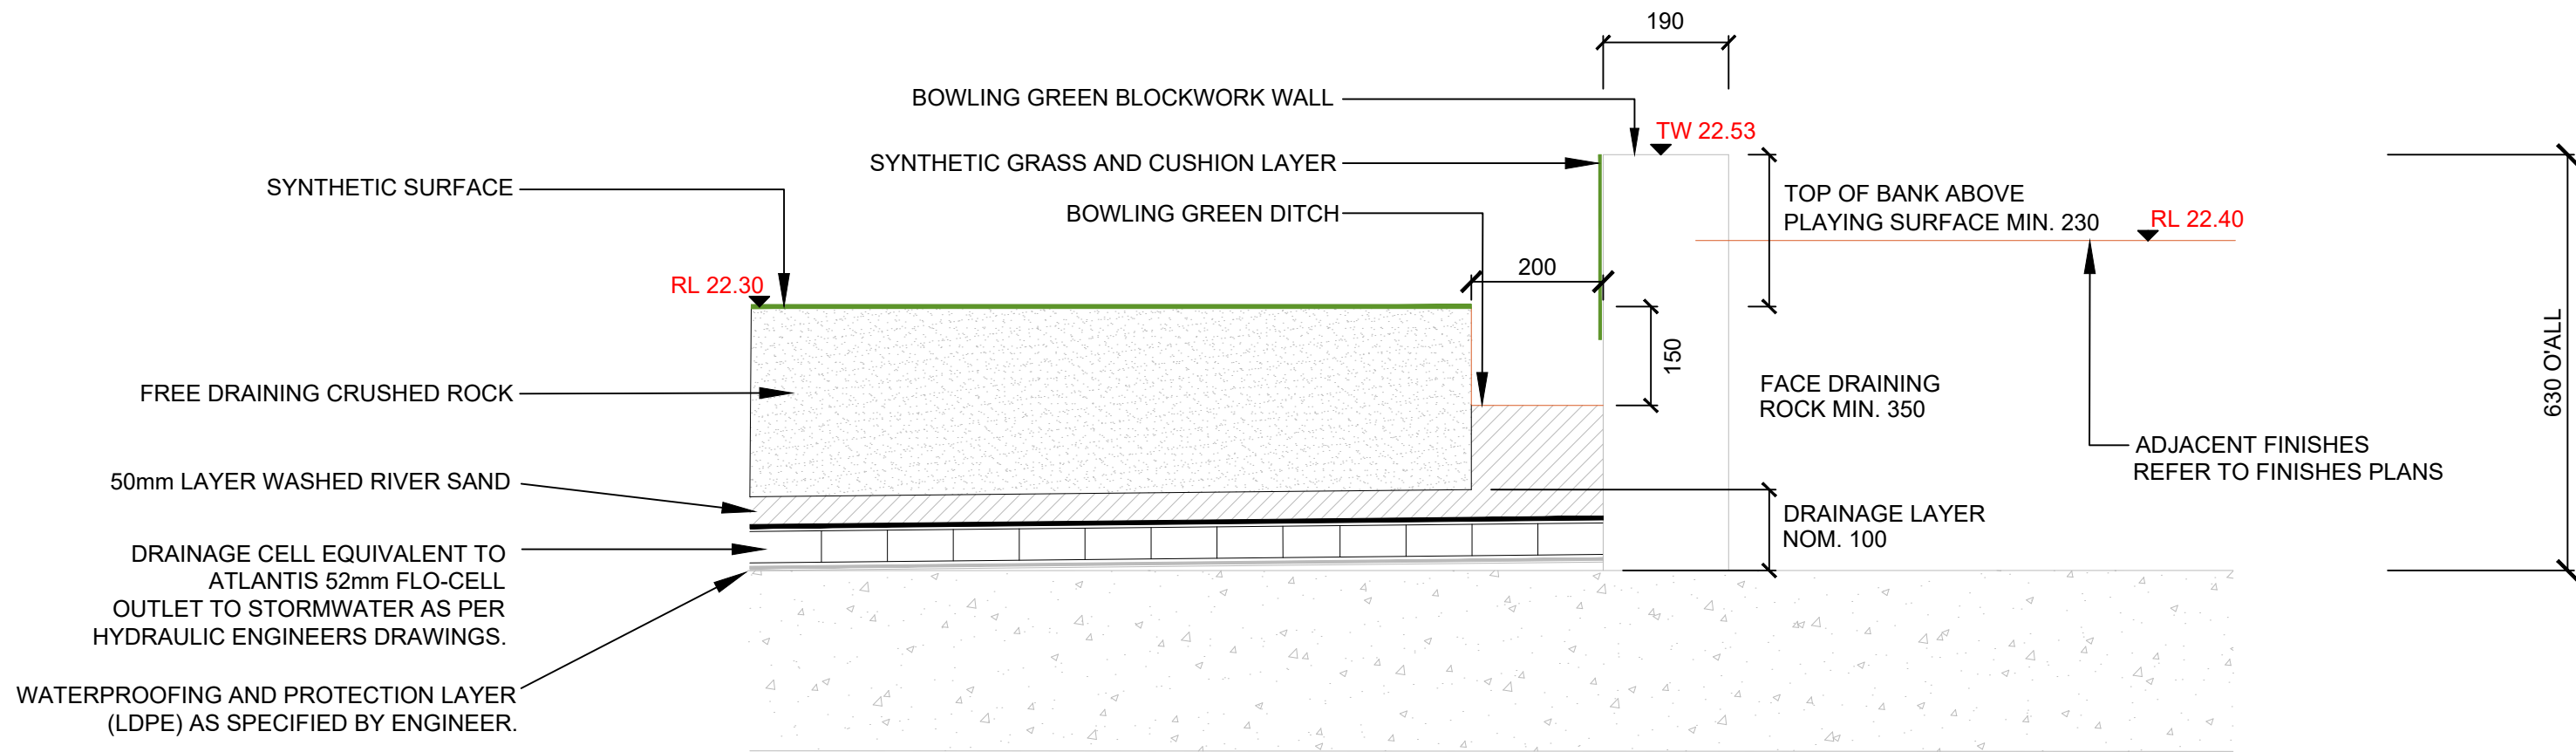 190
BOWLING GREEN BLOCKWORK WALL
TW 22.53
SYNTHETIC GRASS AND CUSHION LAYER
SYNTHETIC SURFACE
BOWLING GREEN DITCH
TOP OF BANK ABOVE
PLAYING SURFACE MIN. 230
RL 22.40
200
RL 22.30
150
630 O'ALL
FREE DRAINING CRUSHED ROCK
FACE DRAINING
ROCK MIN. 350
ADJACENT FINISHES
REFER TO FINISHES PLANS
50mm LAYER WASHED RIVER SAND
DRAINAGE LAYER
NOM. 100
DRAINAGE CELL EQUIVALENT TO
ATLANTIS 52mm FLO-CELL
OUTLET TO STORMWATER AS PER
HYDRAULIC ENGINEERS DRAWINGS.
WATERPROOFING AND PROTECTION LAYER
(LDPE) AS SPECIFIED BY ENGINEER.